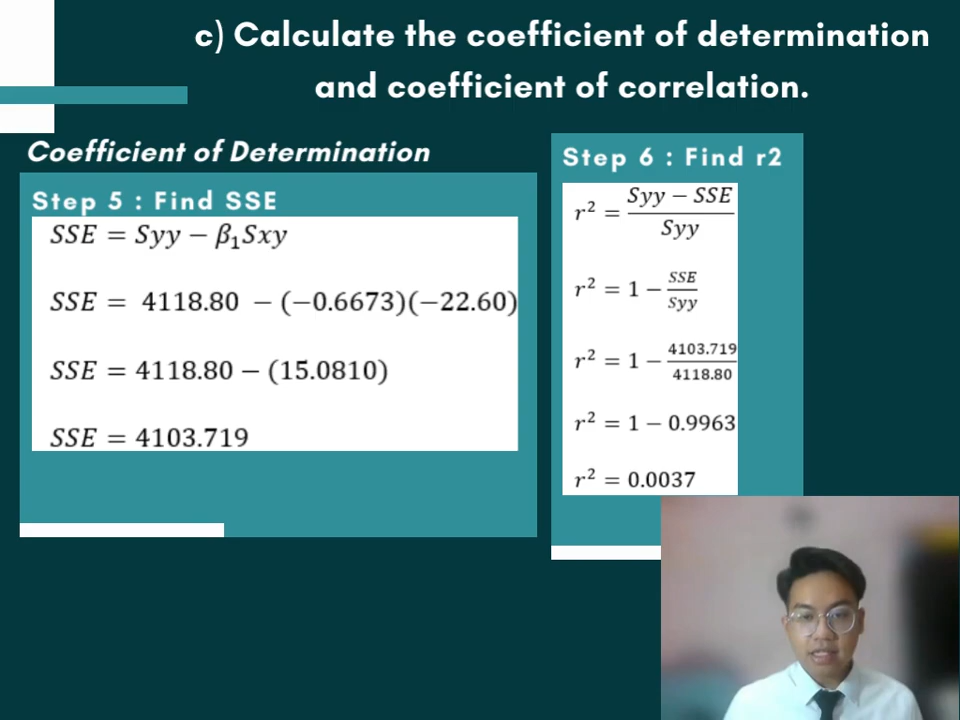 c) Calculate the coefficient of determination
and coefficient of correlation.
Coefficient of Determination
Step 5 : Find SSE
SSE = Syy − β₁Sxy
SSE = 4118.80 − (−0.6673)(−22.60)
SSE = 4118.80 − (15.0810)
SSE = 4103.719
Step 6 : Find r2
r² = (Syy − SSE) / Syy
r² = 1 − SSE / Syy
r² = 1 − 4103.719 / 4118.80
r² = 1 − 0.9963
r² = 0.0037